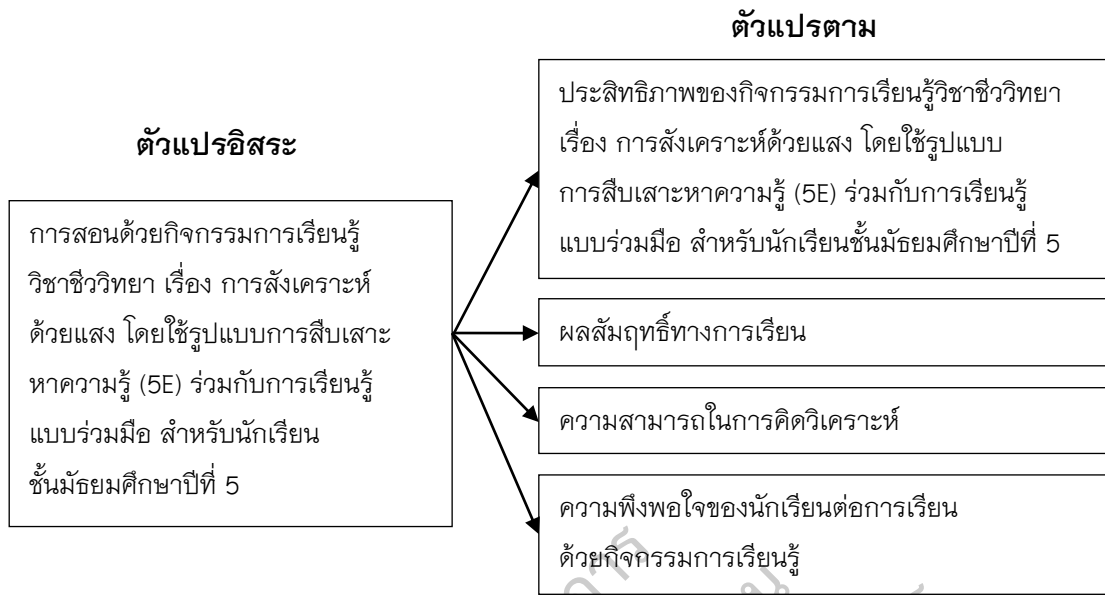 ตัวแปรตาม
ประสิทธิภาพของกิจกรรมการเรียนรู้วิชาชีววิทยา
เรื่อง การสังเคราะห์ด้วยแสง โดยใช้รูปแบบ
การสืบเสาะหาความรู้ (5E) ร่วมกับการเรียนรู้
แบบร่วมมือ สำหรับนักเรียนชั้นมัธยมศึกษาปีที่ 5
ตัวแปรอิสระ
การสอนด้วยกิจกรรมการเรียนรู้
วิชาชีววิทยา เรื่อง การสังเคราะห์
ด้วยแสง โดยใช้รูปแบบการสืบเสาะ
หาความรู้ (5E) ร่วมกับการเรียนรู้
แบบร่วมมือ สำหรับนักเรียน
ชั้นมัธยมศึกษาปีที่ 5
ผลสัมฤทธิ์ทางการเรียน
ความสามารถในการคิดวิเคราะห์
ความพึงพอใจของนักเรียนต่อการเรียน
ด้วยกิจกรรมการเรียนรู้